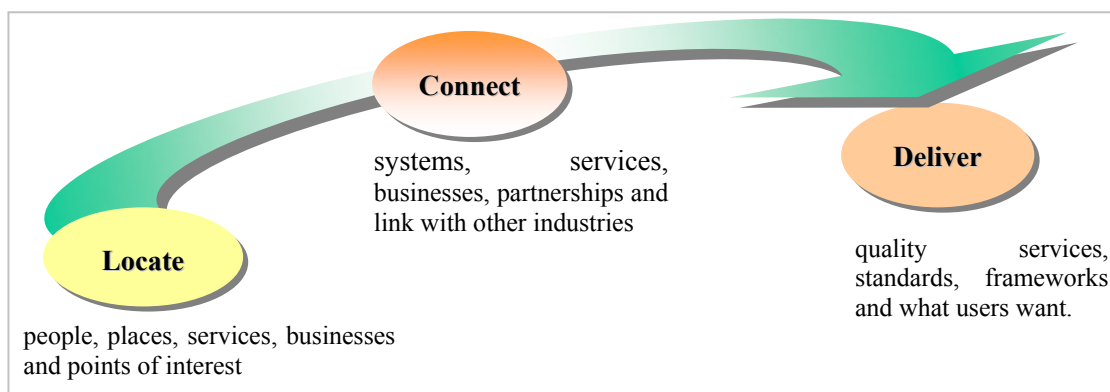 Connect
systems, services,
businesses, partnerships and
link with other industries
Deliver
quality services,
standards, frameworks
and what users want.
Locate
people, places, services, businesses
and points of interest